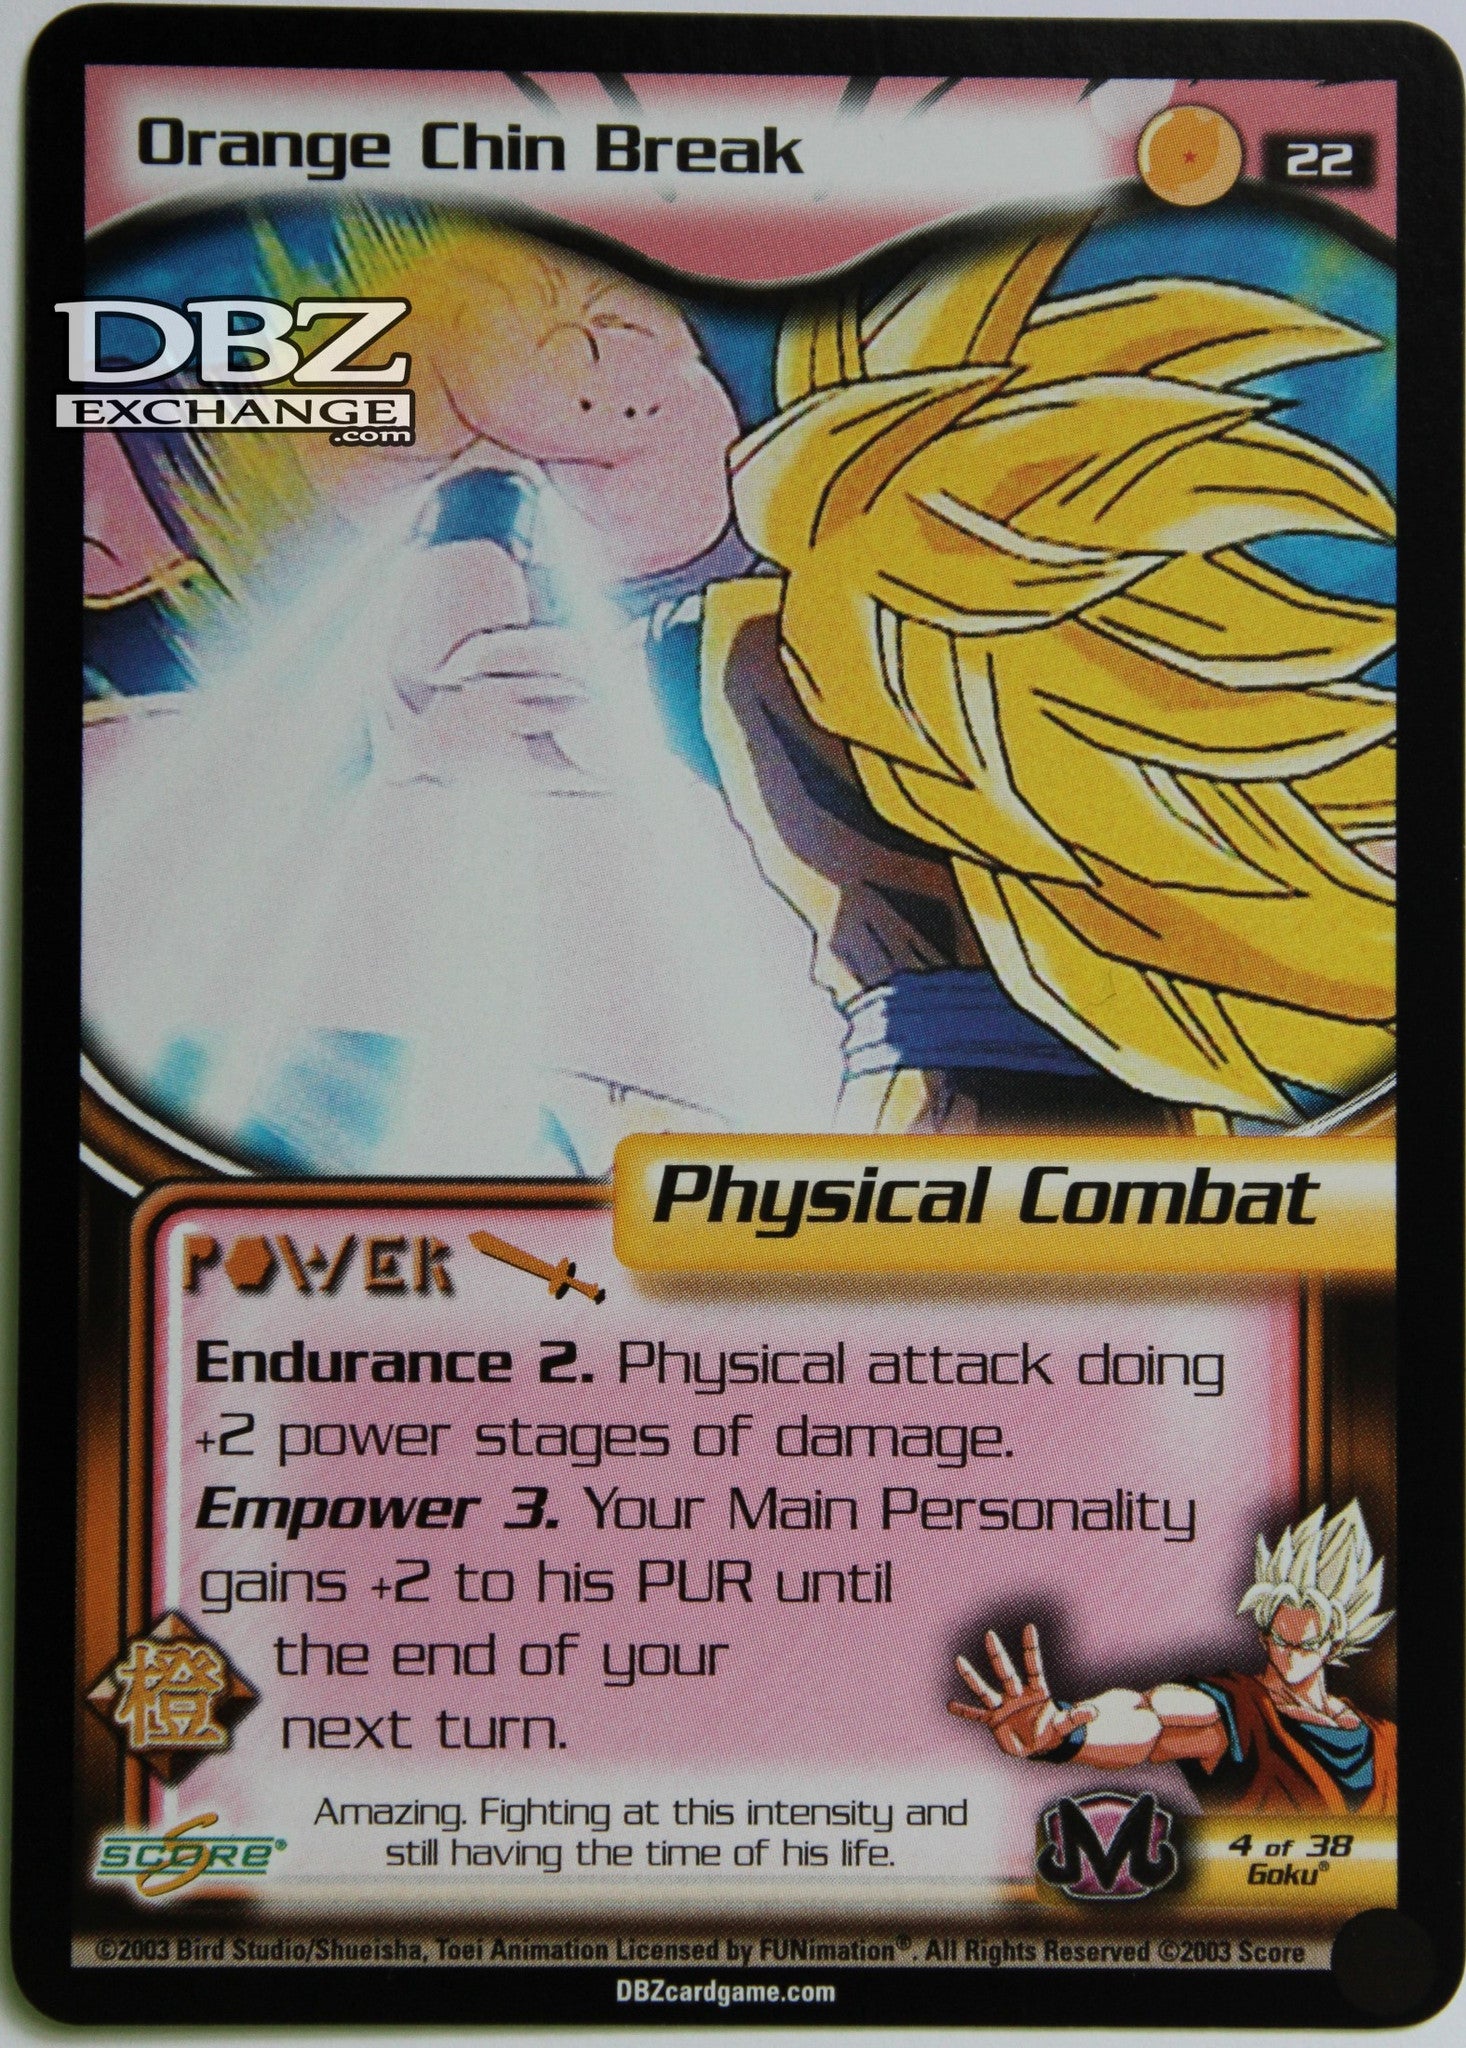 Orange Chin Break
22
DBZ
EXCHANGE
.com
Physical Combat
POWER
Endurance 2. Physical attack doing
+2 power stages of damage.
Empower 3. Your Main Personality
gains +2 to his PUR until
the end of your
next turn.
橙
Amazing. Fighting at this intensity and
still having the time of his life.
SCORE®
M
4 of 38
Goku®
©2003 Bird Studio/Shueisha, Toei Animation Licensed by FUNimation®. All Rights Reserved ©2003 Score
DBZcardgame.com